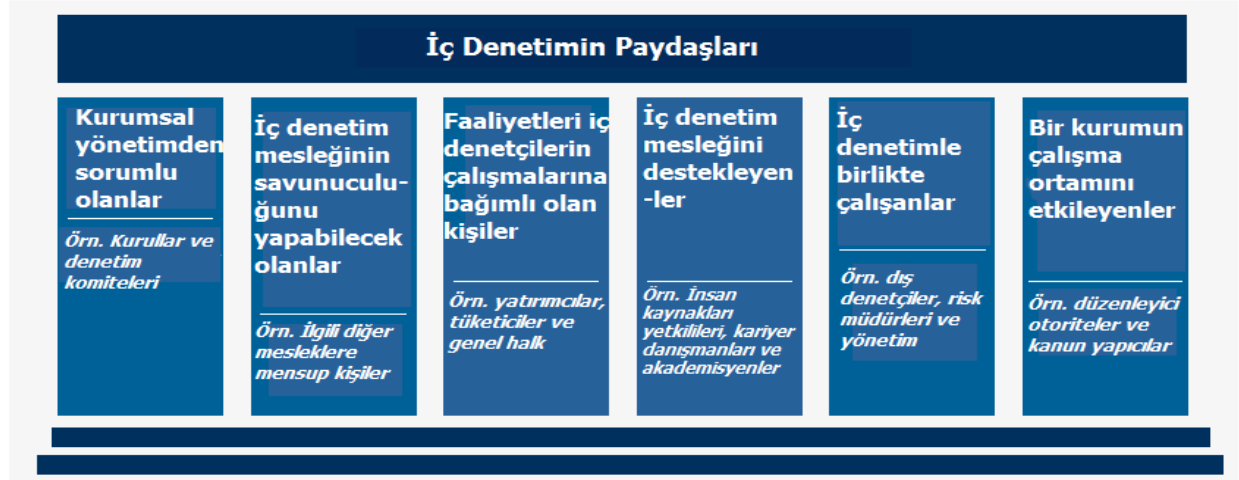 İç Denetimin Paydaşları
Kurumsal
yönetimden
sorumlu
olanlar
Örn. Kurullar ve
denetim
komiteleri
İç denetim
mesleğinin
savunuculu-
ğunu
yapabilecek
olanlar
Örn. İlgili diğer
mesleklere
mensup kişiler
Faaliyetleri iç
denetçilerin
çalışmalarına
bağımlı olan
kişiler
Örn. yatırımcılar,
tüketiciler ve
genel halk
İç denetim
mesleğini
destekleyen
-ler
Örn. İnsan
kaynakları
yetkilileri, kariyer
danışmanları ve
akademisyenler
İç
denetimle
birlikte
çalışanlar
Örn. dış
denetçiler, risk
müdürleri ve
yönetim
Bir kurumun
çalışma
ortamını
etkileyenler
Örn. düzenleyici
otoriteler ve
kanun yapıcılar